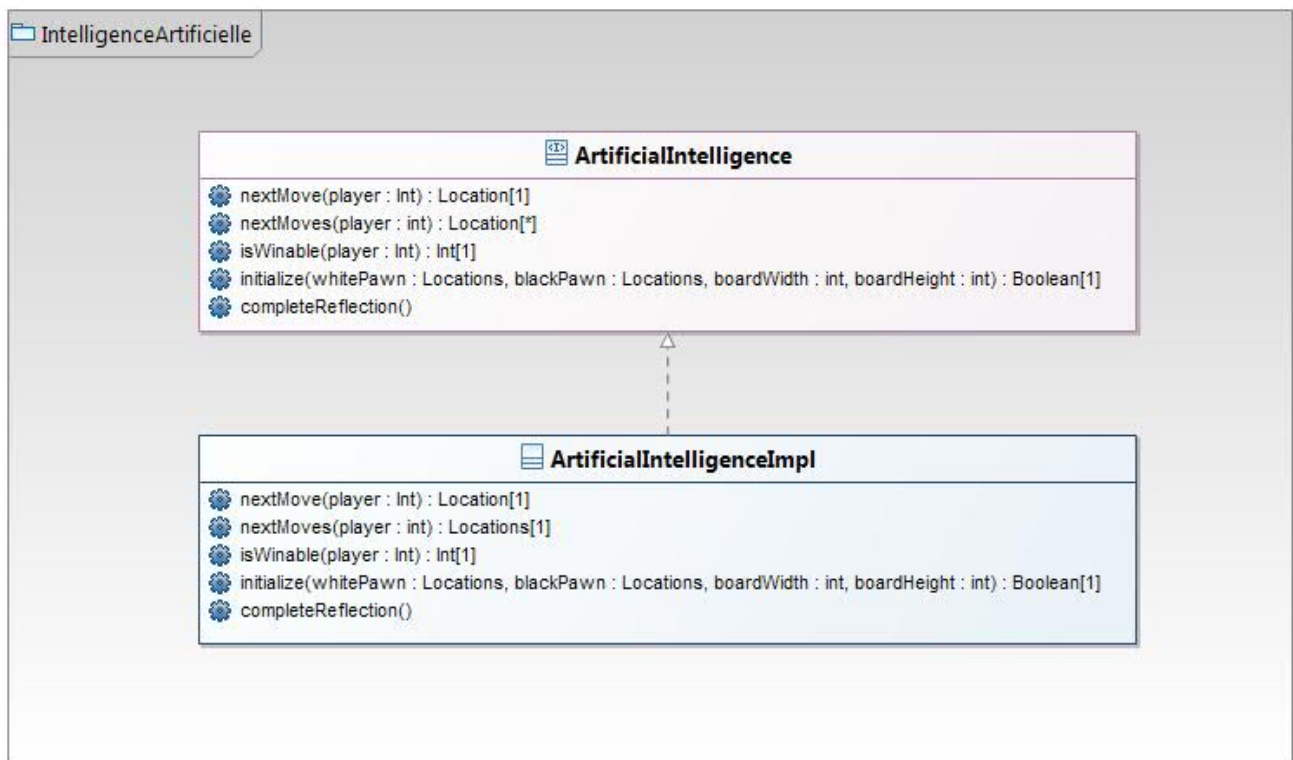 IntelligenceArtificielle
<I> ArtificialIntelligence
nextMove(player : Int) : Location[1]
nextMoves(player : int) : Location[*]
isWinable(player : Int) : Int[1]
initialize(whitePawn : Locations, blackPawn : Locations, boardWidth : int, boardHeight : int) : Boolean[1]
completeReflection()
ArtificialIntelligenceImpl
nextMove(player : Int) : Location[1]
nextMoves(player : int) : Locations[1]
isWinable(player : Int) : Int[1]
initialize(whitePawn : Locations, blackPawn : Locations, boardWidth : int, boardHeight : int) : Boolean[1]
completeReflection()